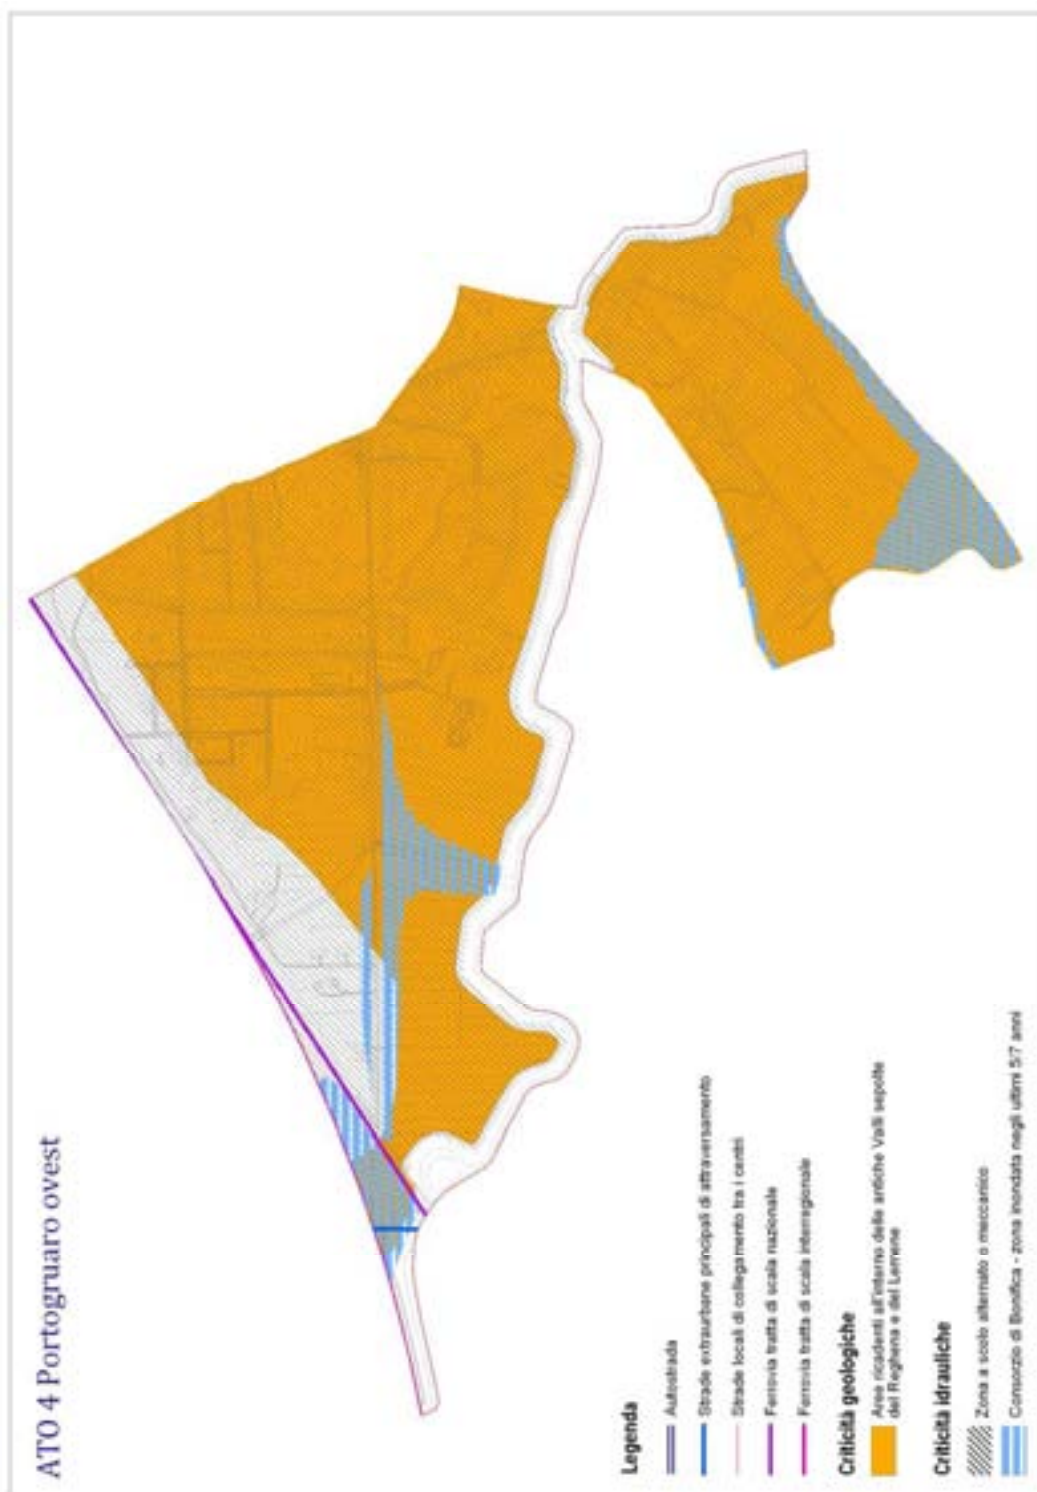 ATO 4 Portogruaro ovest
Legenda
Autostrada
Strade extraurbane principali di attraversamento
Strade locali di collegamento tra i centri
Ferrovia tratta di scala nazionale
Ferrovia tratta di scala interregionale
Criticità geologiche
Aree ricadenti all'interno delle antiche Valli sepolte
del Reghena e del Lemene
Criticità idrauliche
Zona a scolo alternato o meccanico
Consorzio di Bonifica - zona inondata negli ultimi 5/7 anni